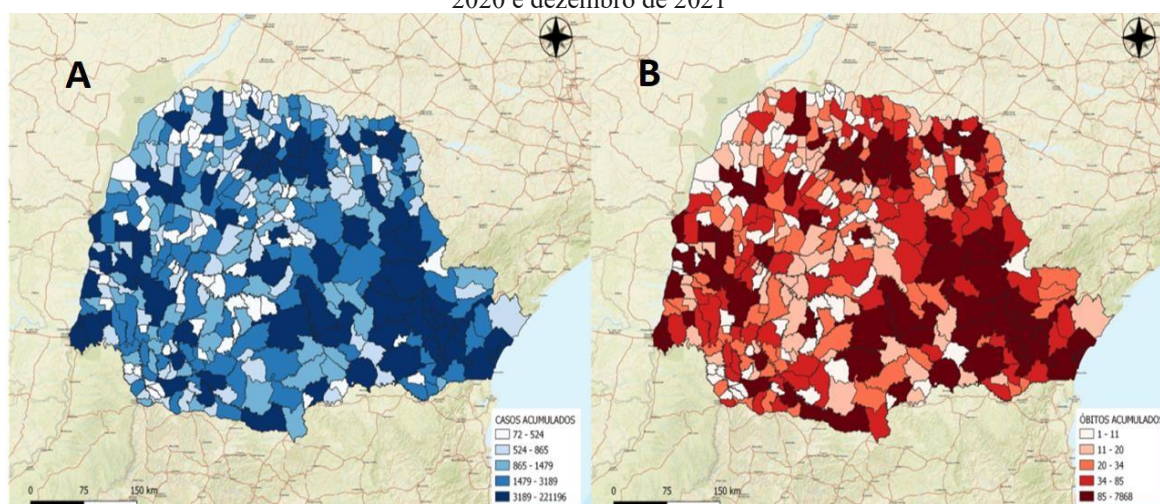 2020 e dezembro de 2021
A
B
CASOS ACUMULADOS
72 - 524
524 - 865
865 - 1479
1479 - 3189
3189 - 221196
0 75 150 km
ÓBITOS ACUMULADOS
1 - 11
11 - 20
20 - 34
34 - 85
85 - 7868
0 75 150 km